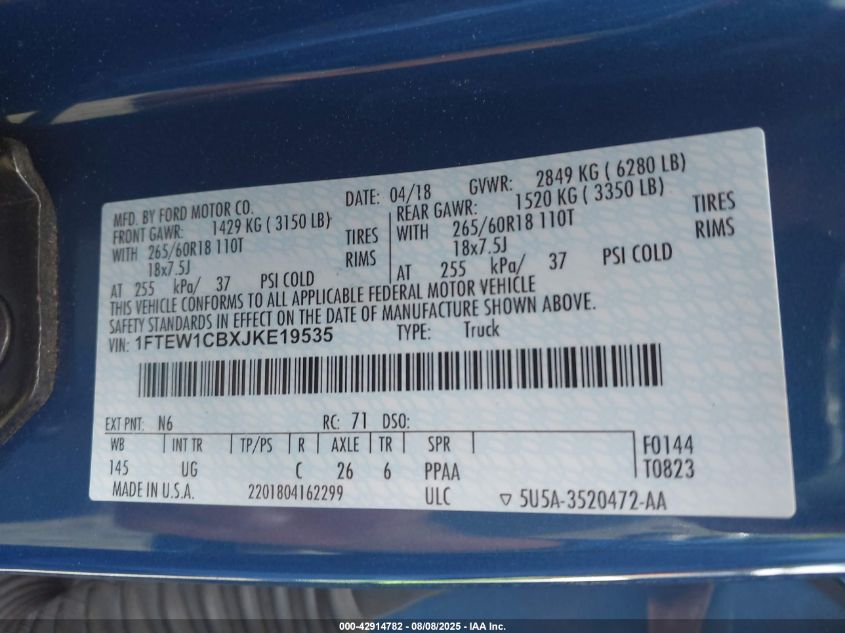 MFD. BY FORD MOTOR CO.
DATE: 04/18 GVWR: 2849 KG ( 6280 LB)
FRONT GAWR: 1429 KG ( 3150 LB)
WITH 265/60R18 110T TIRES
18x7.5J RIMS
AT 255 kPa/ 37 PSI COLD
REAR GAWR: 1520 KG ( 3350 LB)
WITH 265/60R18 110T TIRES
18x7.5J RIMS
AT 255 kPa/ 37 PSI COLD
THIS VEHICLE CONFORMS TO ALL APPLICABLE FEDERAL MOTOR VEHICLE
SAFETY STANDARDS IN EFFECT ON THE DATE OF MANUFACTURE SHOWN ABOVE.
VIN: 1FTEW1CBXJKE19535 TYPE: Truck
EXT PNT: N6 RC: 71 DSO:
WB INT TR TP/PS R AXLE TR SPR F0144
145 UG C 26 6 PPAA T0823
MADE IN U.S.A. 2201804162299 ULC ▽ 5U5A-3520472-AA
000-42914782 - 08/08/2025 - IAA Inc.